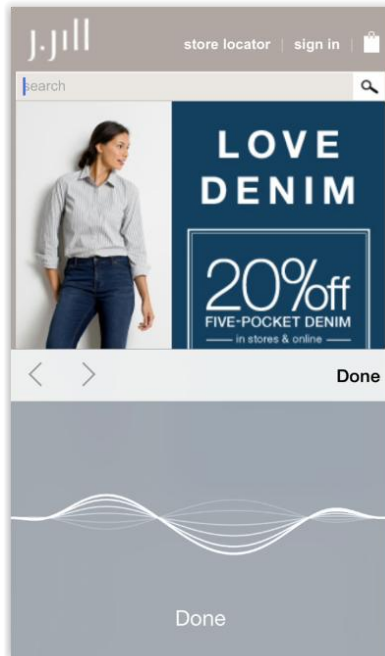 j.jill
store locator | sign in |
search
LOVE
DENIM
20%off
FIVE-POCKET DENIM
in stores & online
Done
Done